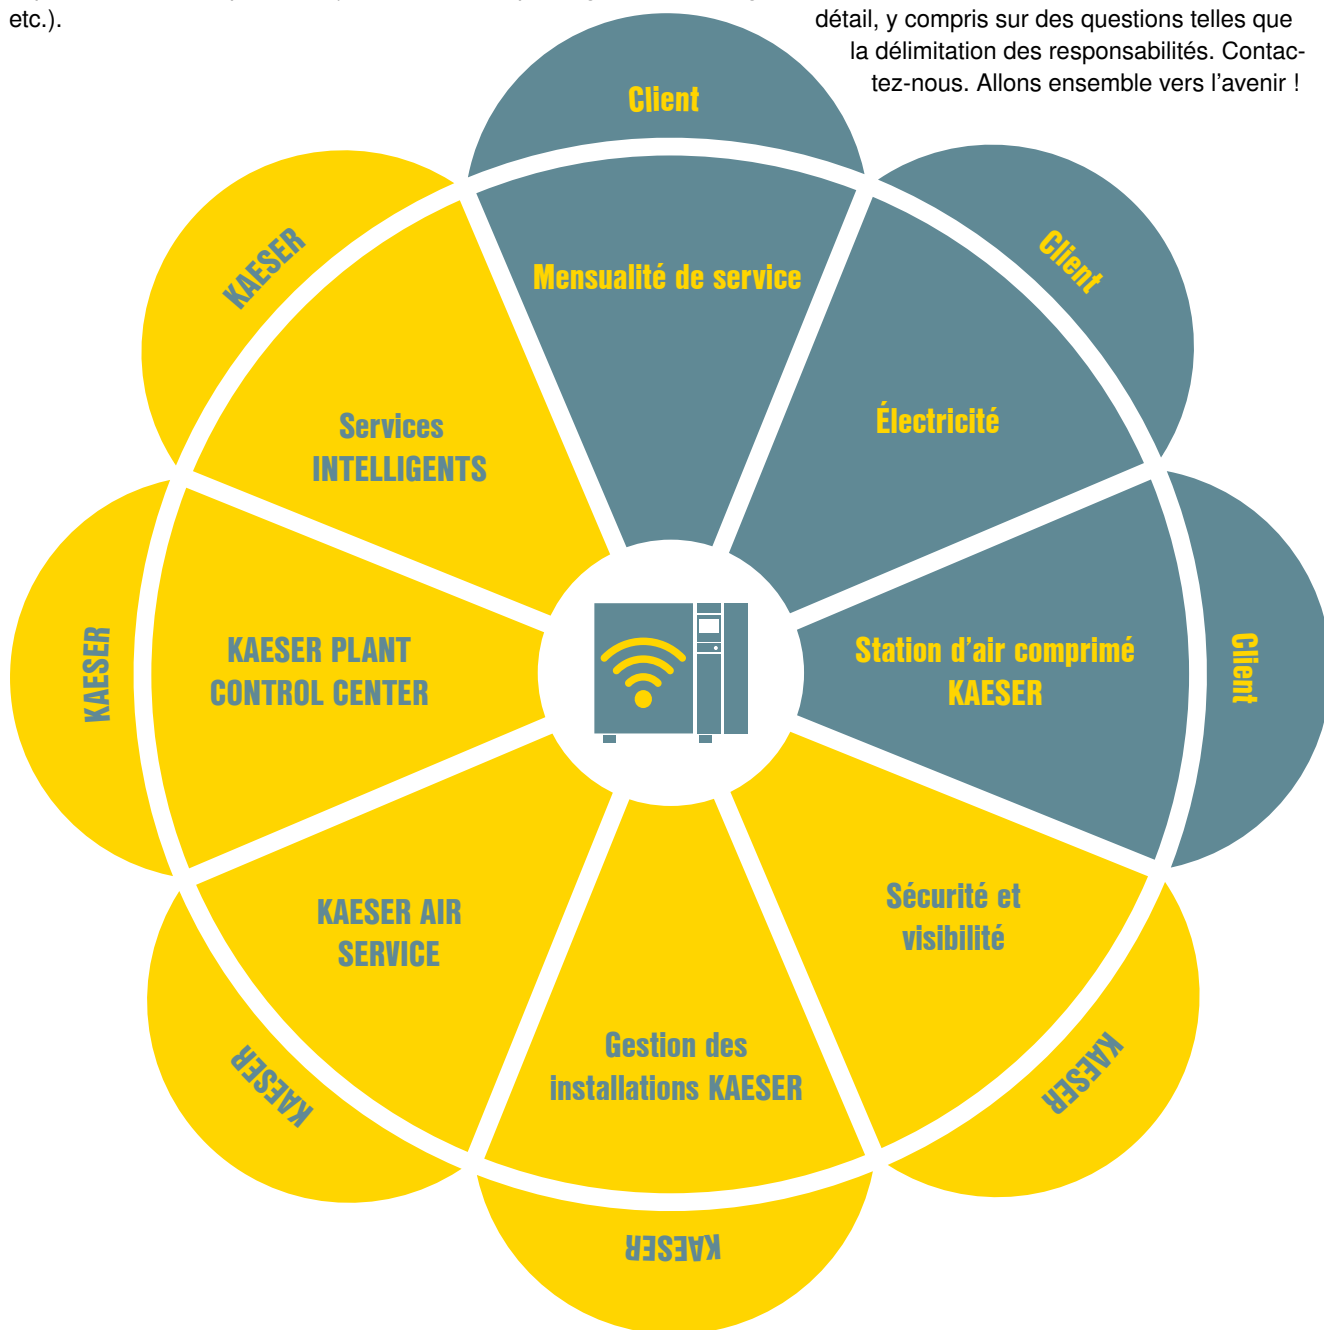 etc.).
détail, y compris sur des questions telles que
la délimitation des responsabilités. Contac-
tez-nous. Allons ensemble vers l'avenir !
Client
Mensualité de service
Client
Électricité
Client
Station d'air comprimé
KAESER
KAESER
Sécurité et
visibilité
KAESER
Gestion des
installations KAESER
KAESER
KAESER AIR
SERVICE
KAESER
KAESER PLANT
CONTROL CENTER
KAESER
Services
INTELLIGENTS